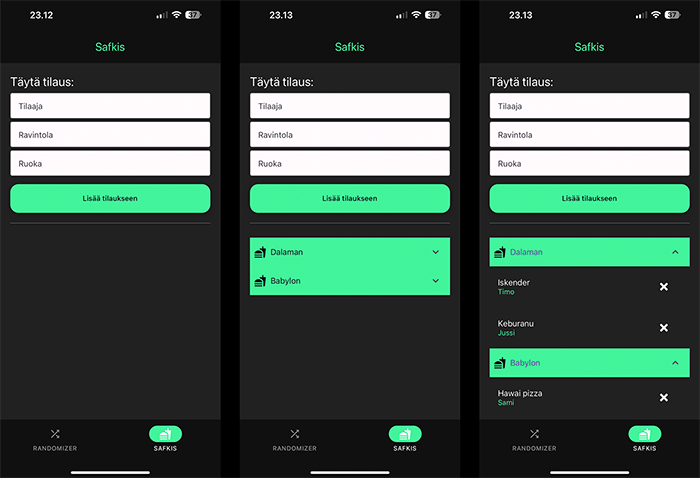 23.12
37
Safkis
Täytä tilaus:
Tilaaja
Ravintola
Ruoka
Lisää tilaukseen
RANDOMIZER
SAFKIS
23.13
37
Safkis
Täytä tilaus:
Tilaaja
Ravintola
Ruoka
Lisää tilaukseen
Dalaman
Babylon
RANDOMIZER
SAFKIS
23.13
37
Safkis
Täytä tilaus:
Tilaaja
Ravintola
Ruoka
Lisää tilaukseen
Dalaman
Iskender
Timo
Keburanu
Jussi
Babylon
Hawai pizza
Sami
RANDOMIZER
SAFKIS